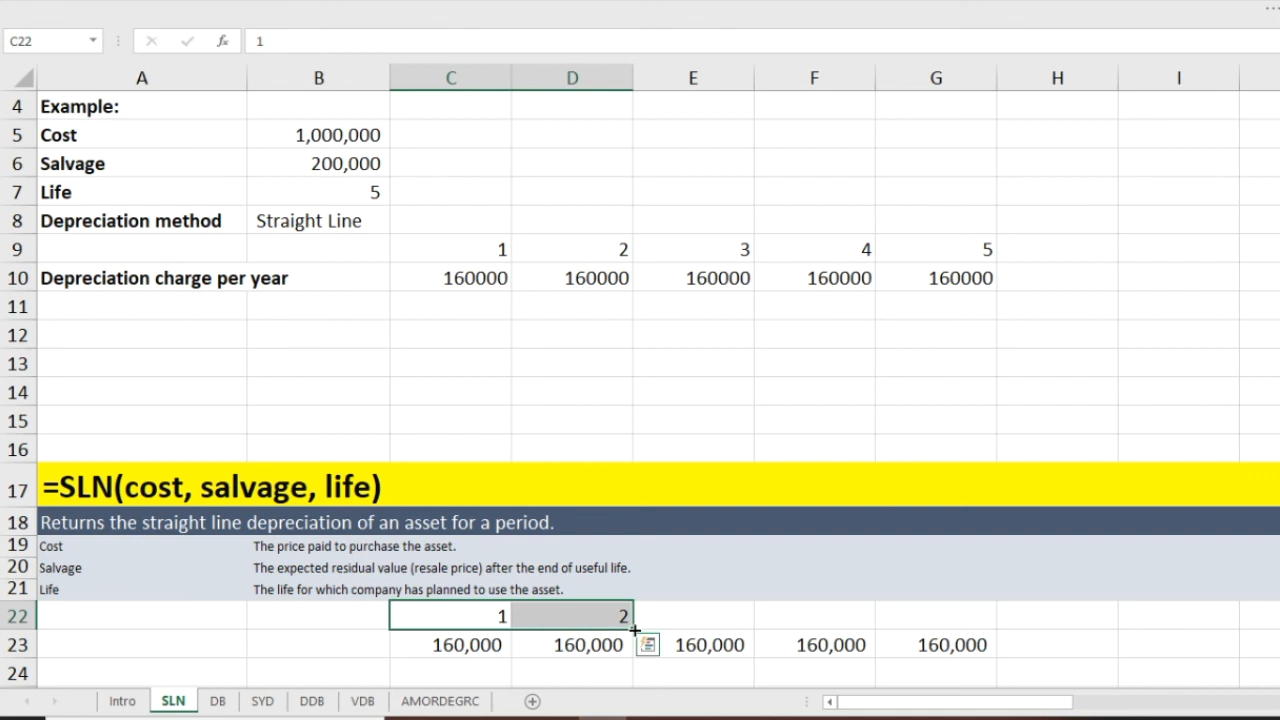 C22 fx 1
A B C D E F G H I
4 Example:
5 Cost 1,000,000
6 Salvage 200,000
7 Life 5
8 Depreciation method Straight Line
9 1 2 3 4 5
10 Depreciation charge per year 160000 160000 160000 160000 160000
11
12
13
14
15
16
17 =SLN(cost, salvage, life)
18 Returns the straight line depreciation of an asset for a period.
19 Cost The price paid to purchase the asset.
20 Salvage The expected residual value (resale price) after the end of useful life.
21 Life The life for which company has planned to use the asset.
22 1 2
23 160,000 160,000 160,000 160,000 160,000
24
Intro SLN DB SYD DDB VDB AMORDEGRC